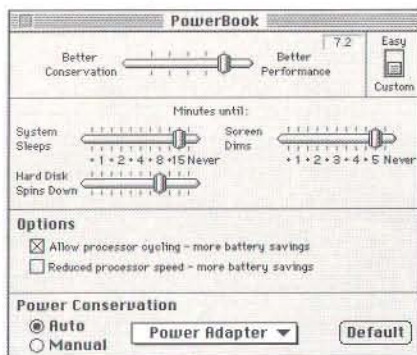 PowerBook
7.2
Easy
Better
Conservation
Better
Performance
Custom
Minutes until:
System
Sleeps
+ 1 + 2 + 4 + 8 +15 Never
Screen
Dims
+ 1 + 2 + 3 + 4 + 5 Never
Hard Disk
Spins Down
Options
Allow processor cycling - more battery savings
Reduced processor speed - more battery savings
Power Conservation
Auto
Manual
Power Adapter
Default